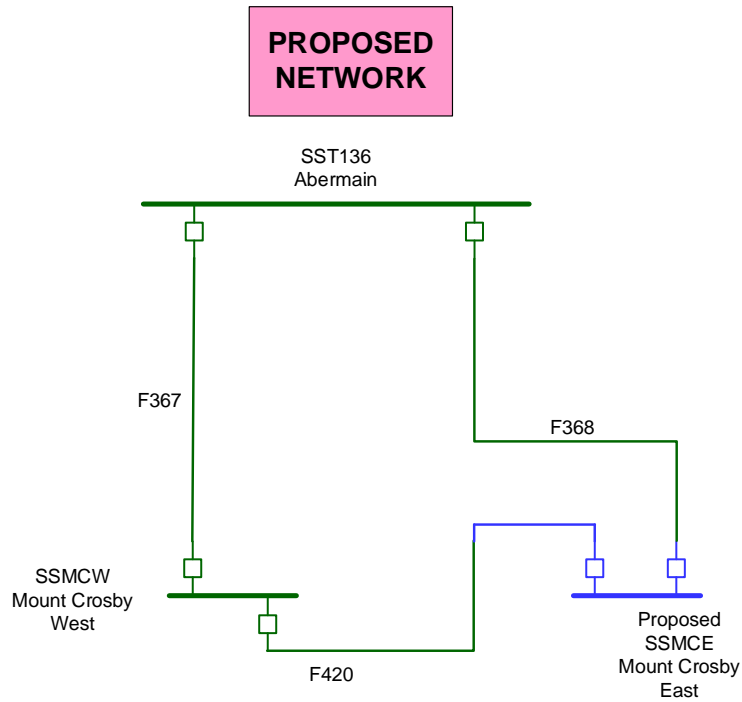 PROPOSED
NETWORK
SST136
Abermain
F367
F368
SSMCW
Mount Crosby
West
Proposed
SSMCE
Mount Crosby
East
F420